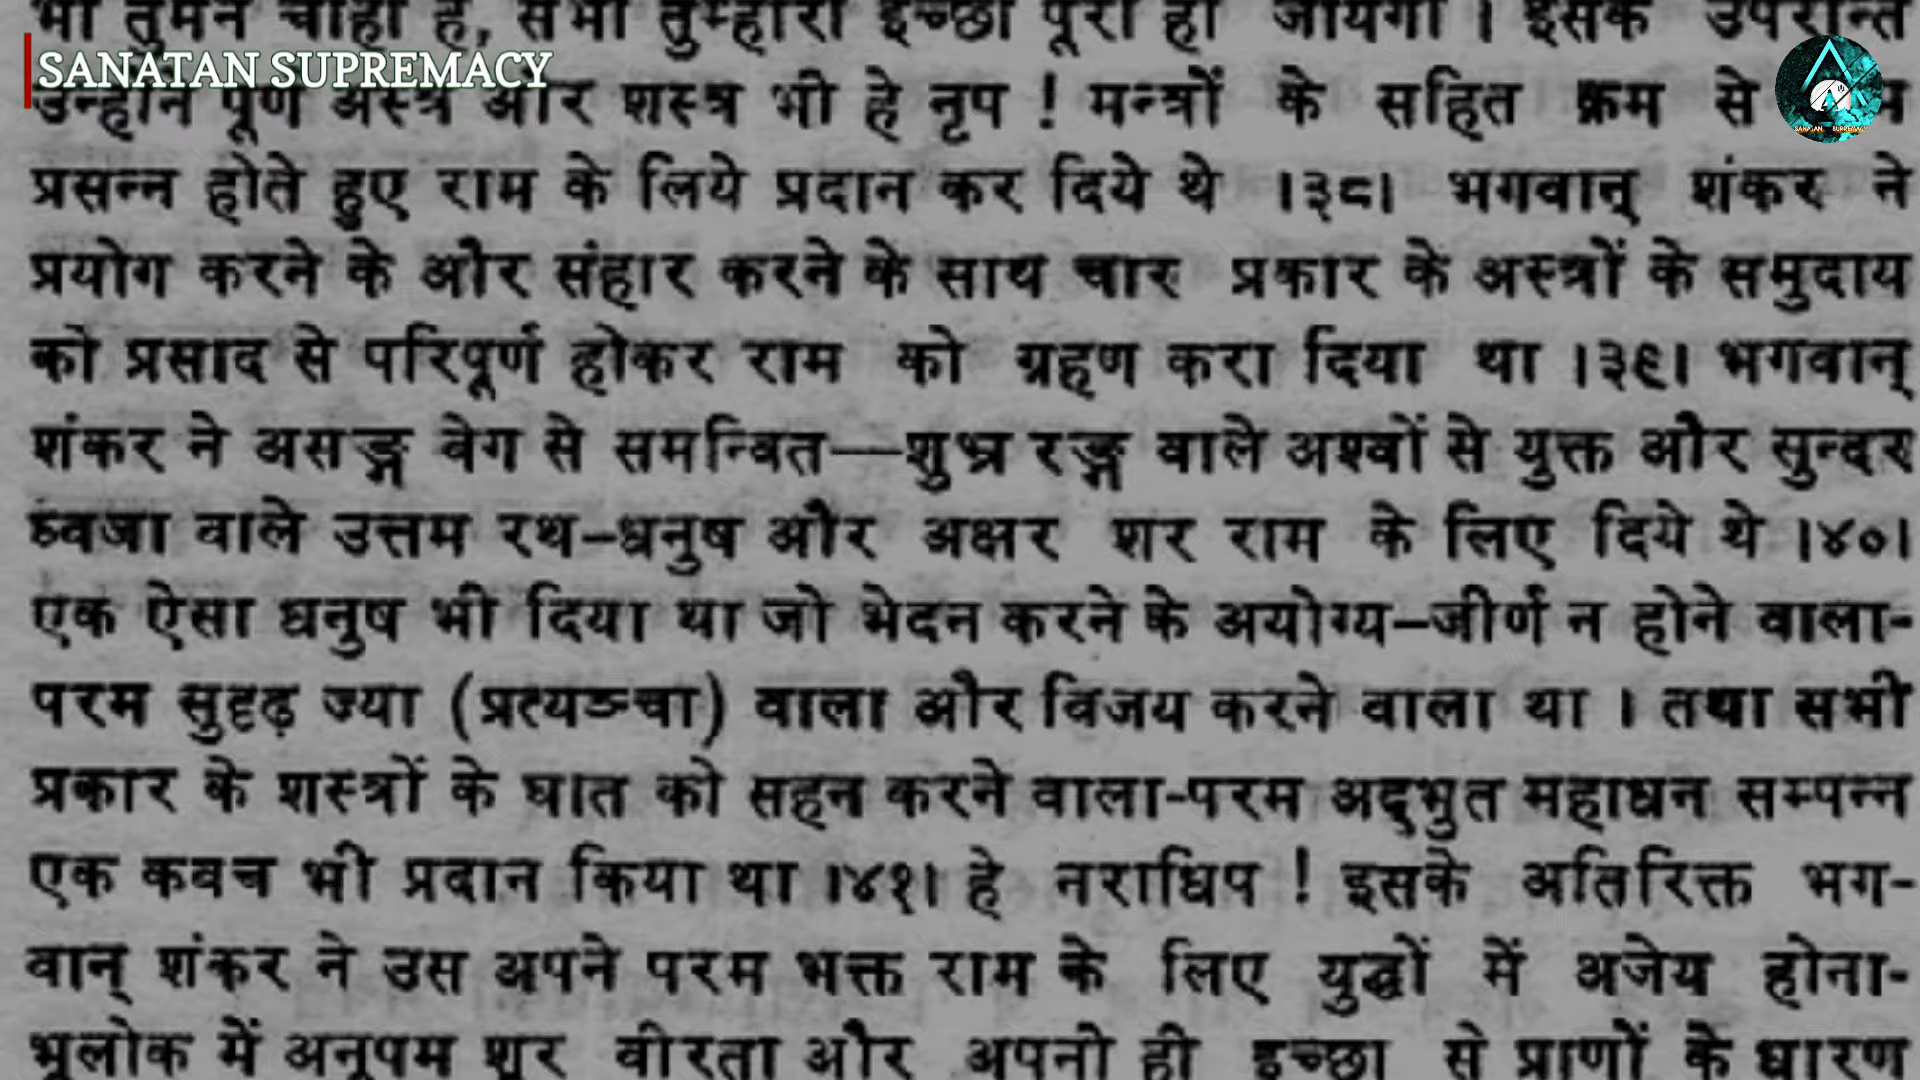 भी तुमने चाहा है, सभी तुम्हारी इच्छा पूरी हो जायगी । इसके उपरान्त
SANATAN SUPREMACY
उन्होंने पूर्ण अस्त्र और शस्त्र भी हे नृप ! मन्त्रों के सहित क्रम से
प्रसन्न होते हुए राम के लिये प्रदान कर दिये थे ।३८। भगवान् शंकर ने
प्रयोग करने के और संहार करने के साथ चार प्रकार के अस्त्रों के समुदाय
को प्रसाद से परिपूर्ण होकर राम को ग्रहण करा दिया था ।३९। भगवान्
शंकर ने असङ्ग वेग से समन्वित—शुभ्र रङ्ग वाले अश्वों से युक्त और सुन्दर
ध्वजा वाले उत्तम रथ-धनुष और अक्षर शर राम के लिए दिये थे ।४०।
एक ऐसा धनुष भी दिया था जो भेदन करने के अयोग्य-जीर्ण न होने वाला-
परम सुदृढ़ ज्या (प्रत्यञ्चा) वाला और विजय करने वाला था । तथा सभी
प्रकार के शस्त्रों के घात को सहन करने वाला-परम अद्भुत महाधन सम्पन्न
एक कवच भी प्रदान किया था ।४१। हे नराधिप ! इसके अतिरिक्त भग-
वान् शंकर ने उस अपने परम भक्त राम के लिए युद्धों में अजेय होना-
भूलोक में अनुपम शूर वीरता और अपनी ही इच्छा से प्राणों के धारण